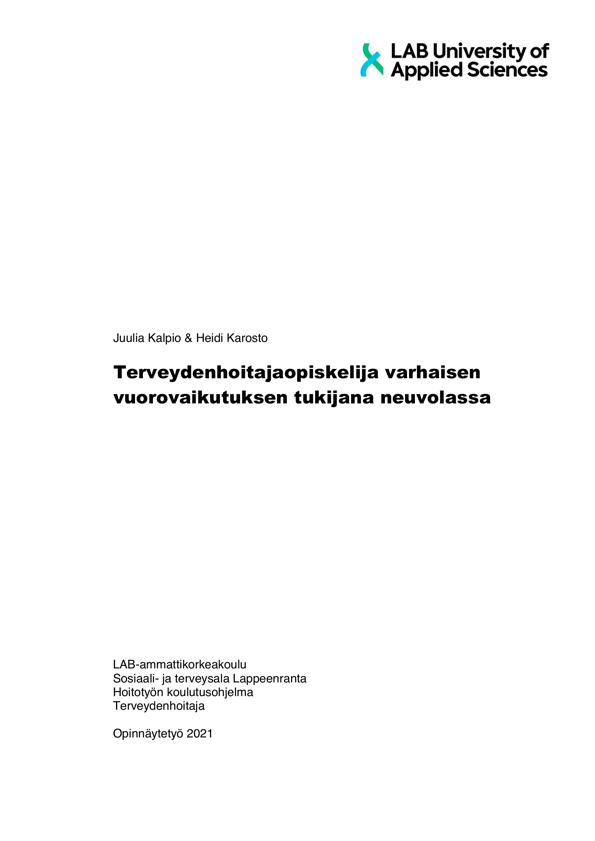 LAB University of
Applied Sciences
Juulia Kalpio & Heidi Karosto
Terveydenhoitajaopiskelija varhaisen
vuorovaikutuksen tukijana neuvolassa
LAB-ammattikorkeakoulu
Sosiaali- ja terveysala Lappeenranta
Hoitotyön koulutusohjelma
Terveydenhoitaja
Opinnäytetyö 2021